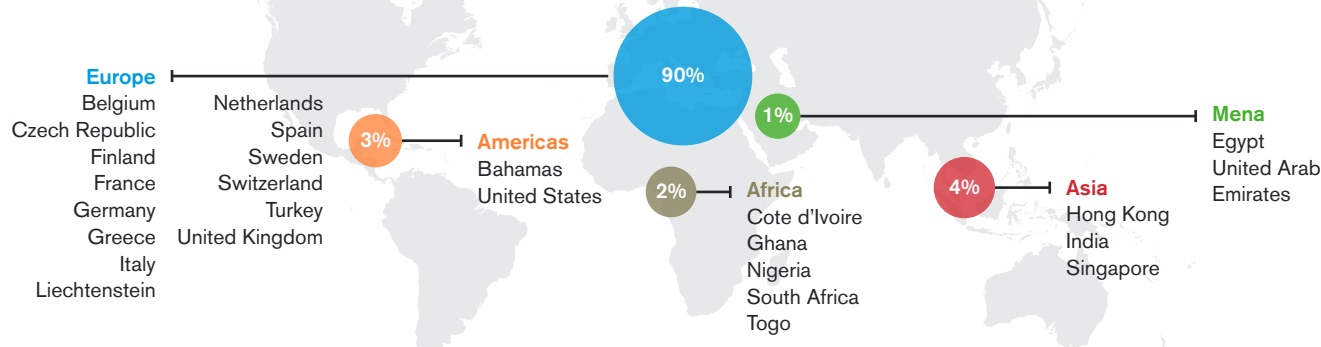 Europe
Belgium
Czech Republic
Finland
France
Germany
Greece
Italy
Liechtenstein
Netherlands
Spain
Sweden
Switzerland
Turkey
United Kingdom
90%
3%
Americas
Bahamas
United States
2%
Africa
Cote d'Ivoire
Ghana
Nigeria
South Africa
Togo
1%
Mena
Egypt
United Arab
Emirates
4%
Asia
Hong Kong
India
Singapore